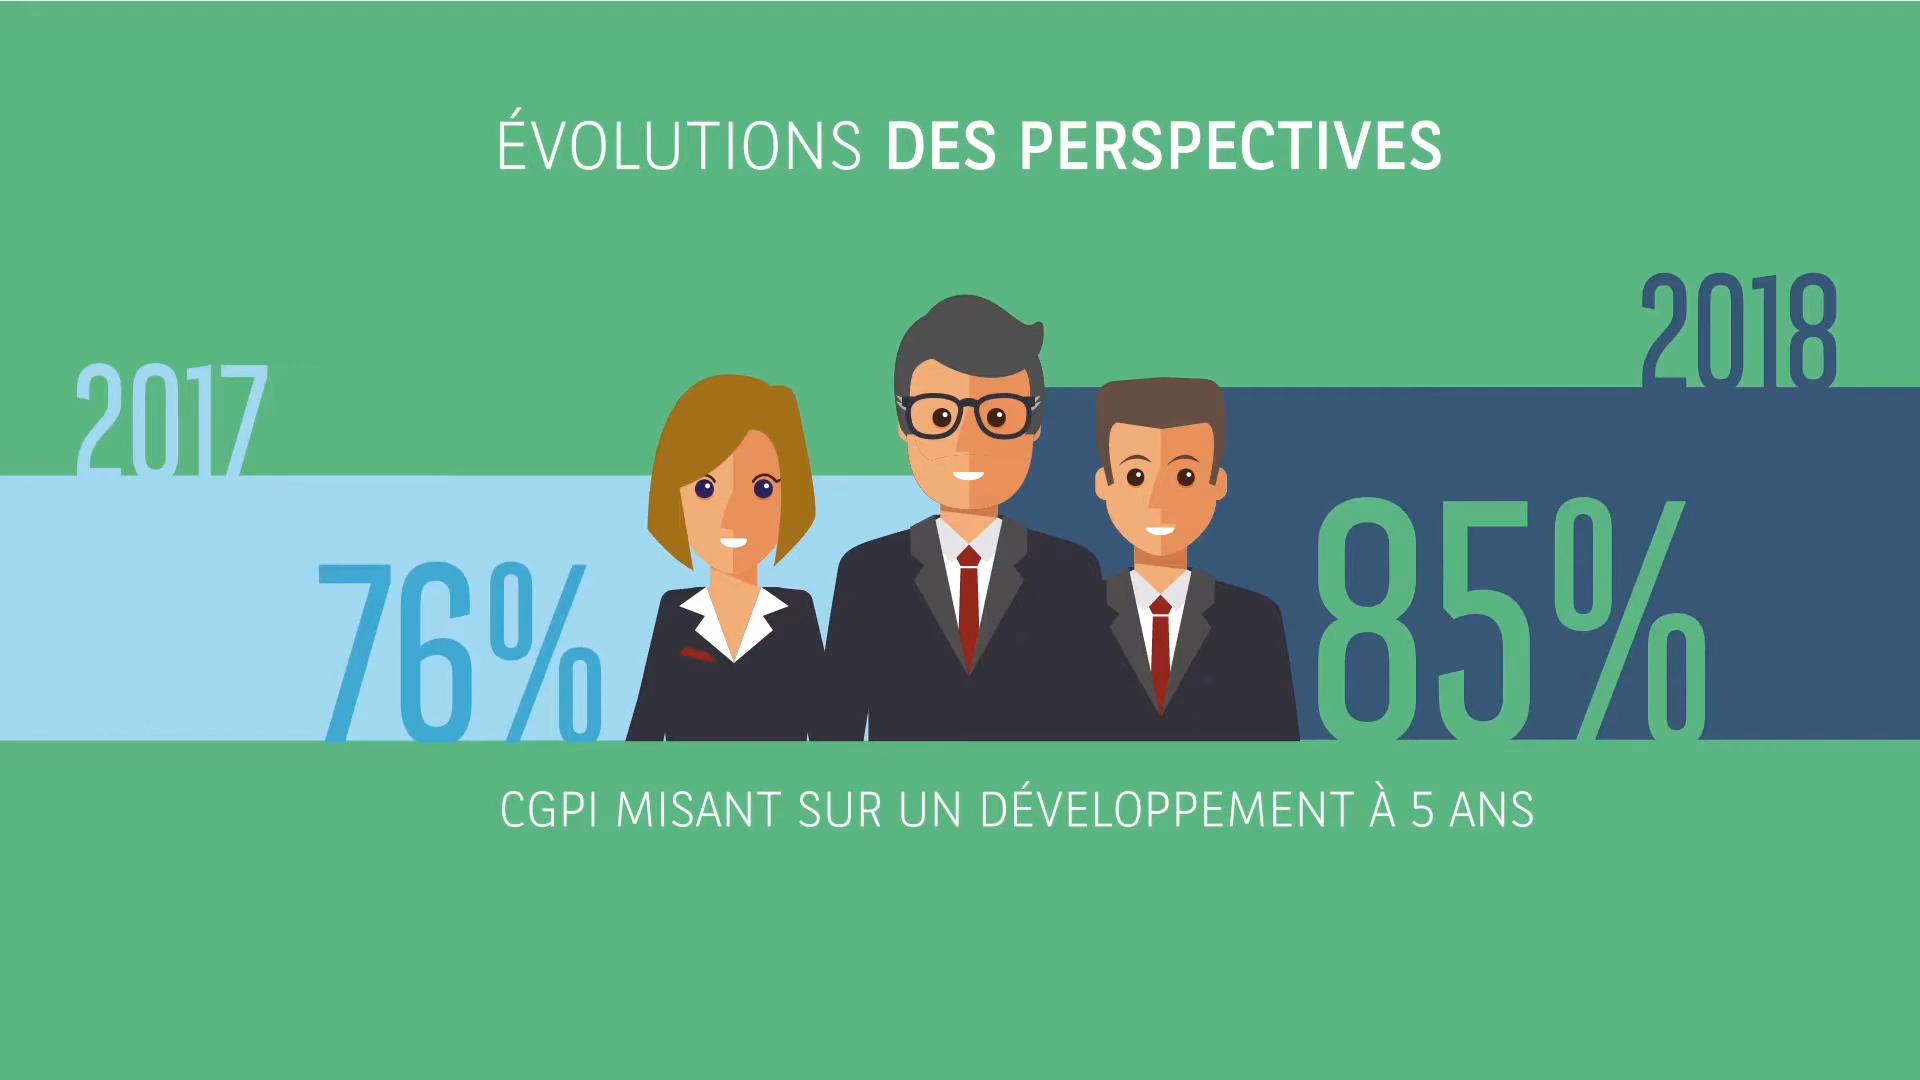 ÉVOLUTIONS DES PERSPECTIVES
2017
76%
2018
85%
CGPI MISANT SUR UN DÉVELOPPEMENT À 5 ANS